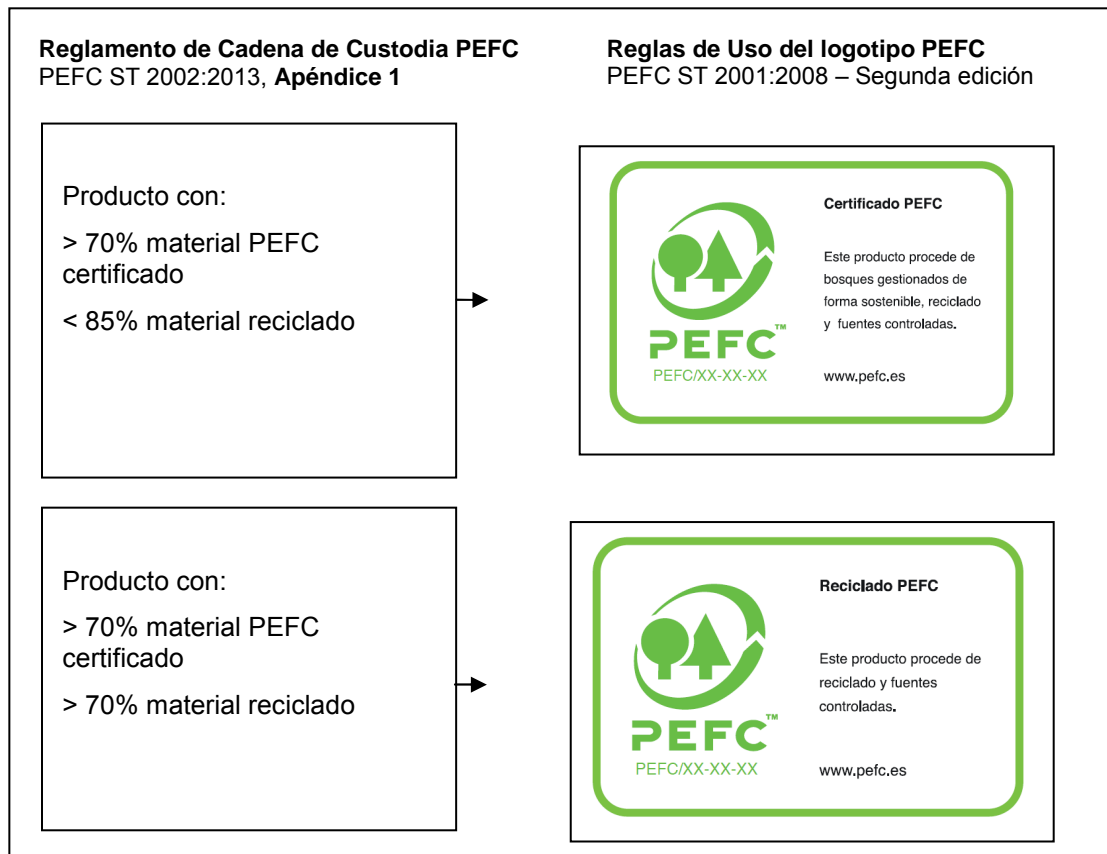 Reglamento de Cadena de Custodia PEFC
PEFC ST 2002:2013, Apéndice 1
Reglas de Uso del logotipo PEFC
PEFC ST 2001:2008 – Segunda edición
Producto con:
> 70% material PEFC
certificado
< 85% material reciclado
PEFC™
PEFC/XX-XX-XX
Certificado PEFC
Este producto procede de
bosques gestionados de
forma sostenible, reciclado
y fuentes controladas.
www.pefc.es
Producto con:
> 70% material PEFC
certificado
> 70% material reciclado
PEFC™
PEFC/XX-XX-XX
Reciclado PEFC
Este producto procede de
reciclado y fuentes
controladas.
www.pefc.es